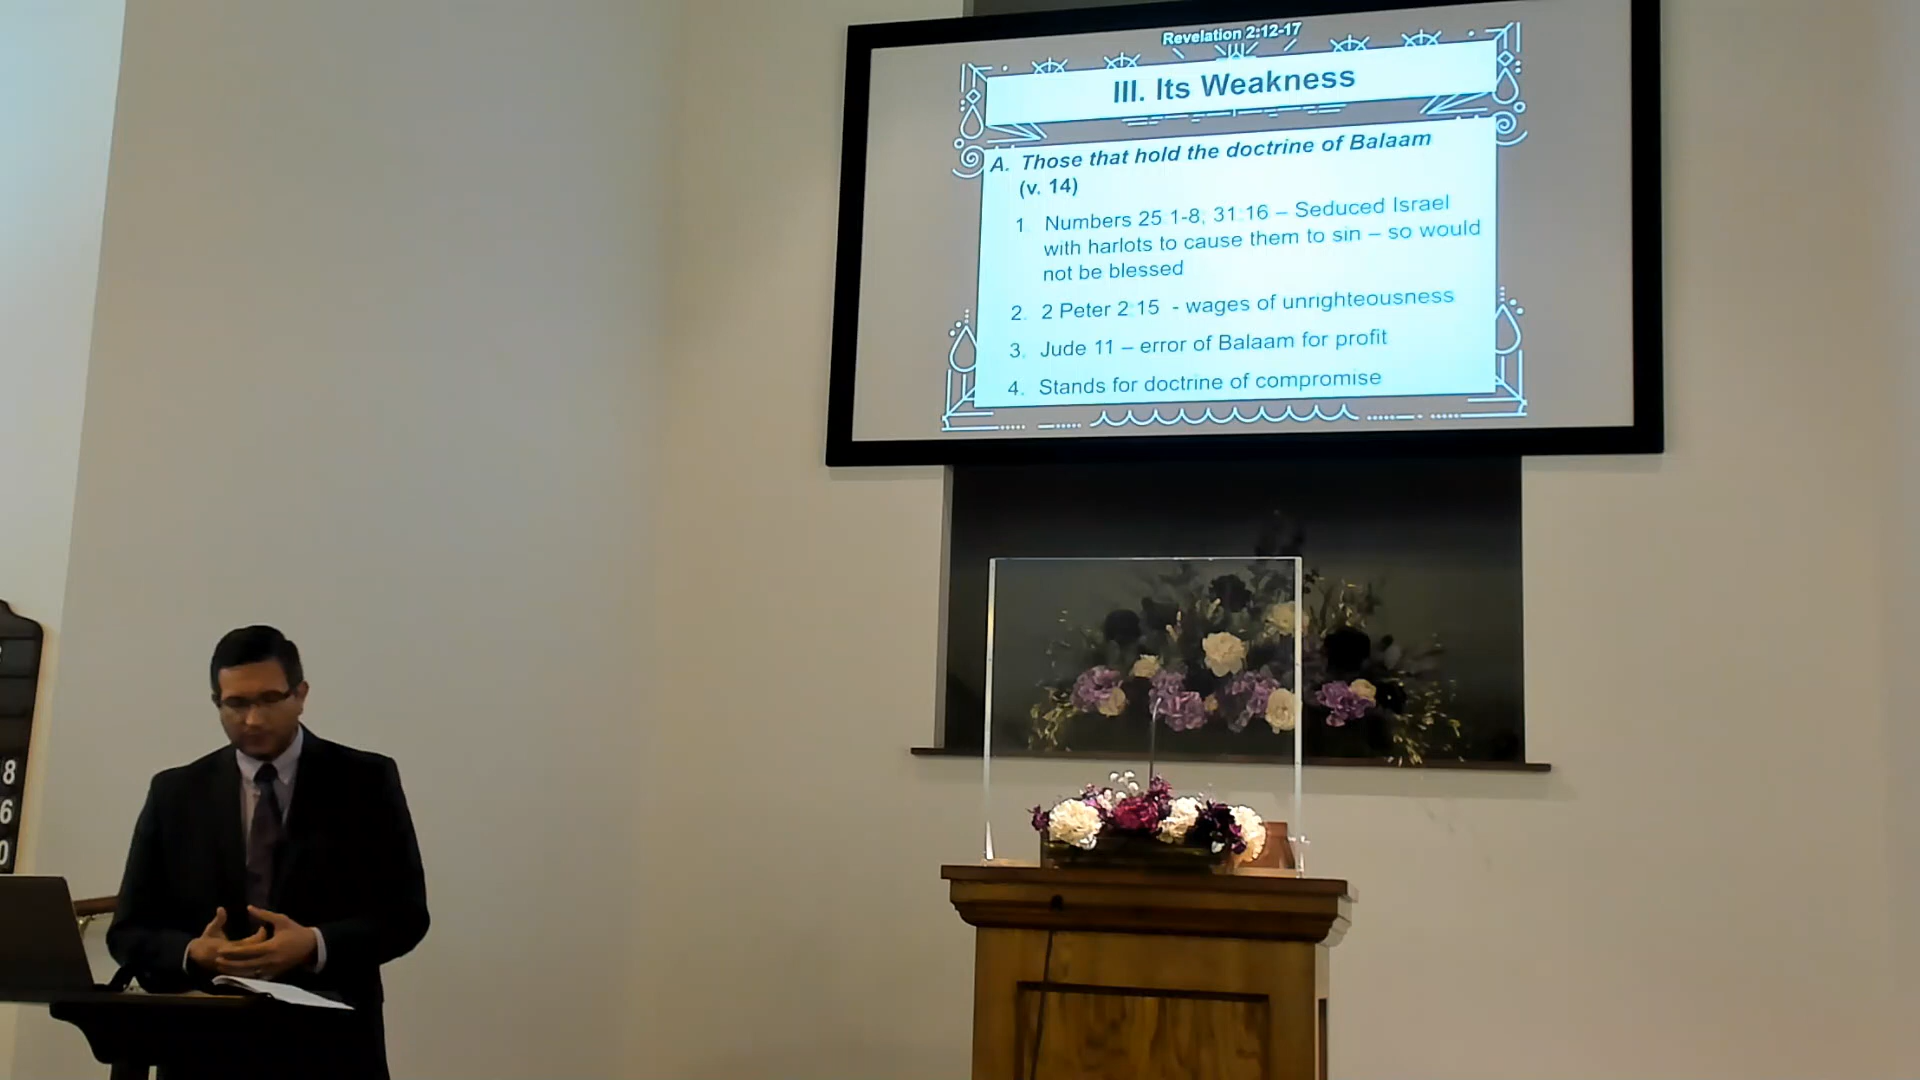 Revelation 2:12-17
III. Its Weakness
A. Those that hold the doctrine of Balaam
(v. 14)
1. Numbers 25:1-8, 31:16 – Seduced Israel
with harlots to cause them to sin – so would
not be blessed
2. 2 Peter 2:15 - wages of unrighteousness
3. Jude 11 – error of Balaam for profit
4. Stands for doctrine of compromise
8
6
0